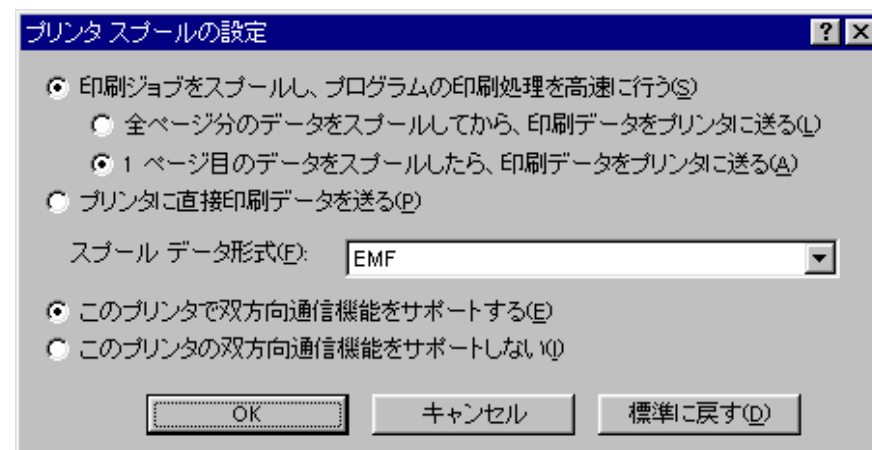 プリンタ スプールの設定
印刷ジョブをスプールし、プログラムの印刷処理を高速に行う(S)
全ページ分のデータをスプールしてから、印刷データをプリンタに送る(L)
1 ページ目のデータをスプールしたら、印刷データをプリンタに送る(A)
プリンタに直接印刷データを送る(P)
スプール データ形式(F): EMF
このプリンタで双方向通信機能をサポートする(E)
このプリンタの双方向通信機能をサポートしない(I)
OK キャンセル 標準に戻す(D)